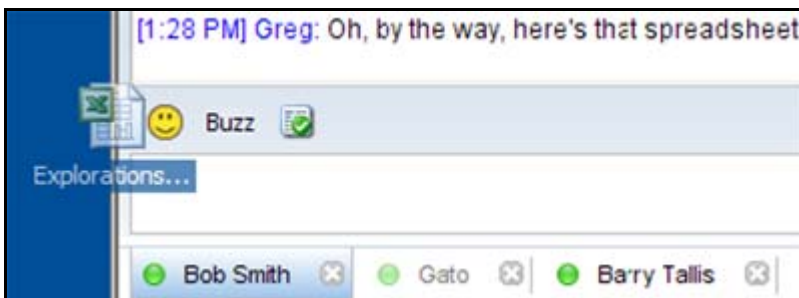 [1:28 PM] Greg: Oh, by the way, here's that spreadsheet
Buzz
Explorations...
Bob Smith Gato Barry Tallis